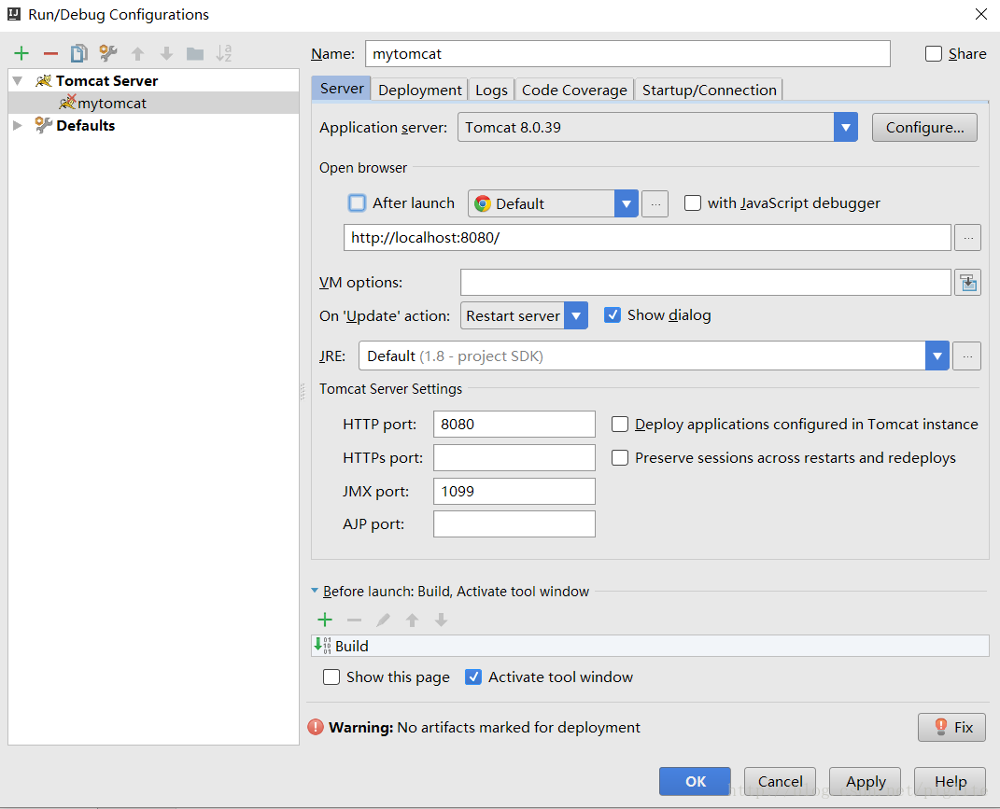 Run/Debug Configurations
Tomcat Server
mytomcat
Defaults
Name: mytomcat Share
Server Deployment Logs Code Coverage Startup/Connection
Application server: Tomcat 8.0.39 Configure...
Open browser
After launch Default ... with JavaScript debugger
http://localhost:8080/ ...
VM options:
On 'Update' action: Restart server Show dialog
JRE: Default (1.8 - project SDK) ...
Tomcat Server Settings
HTTP port: 8080 Deploy applications configured in Tomcat instance
HTTPs port: Preserve sessions across restarts and redeploys
JMX port: 1099
AJP port:
Before launch: Build, Activate tool window
Build
Show this page Activate tool window
Warning: No artifacts marked for deployment Fix
OK Cancel Apply Help